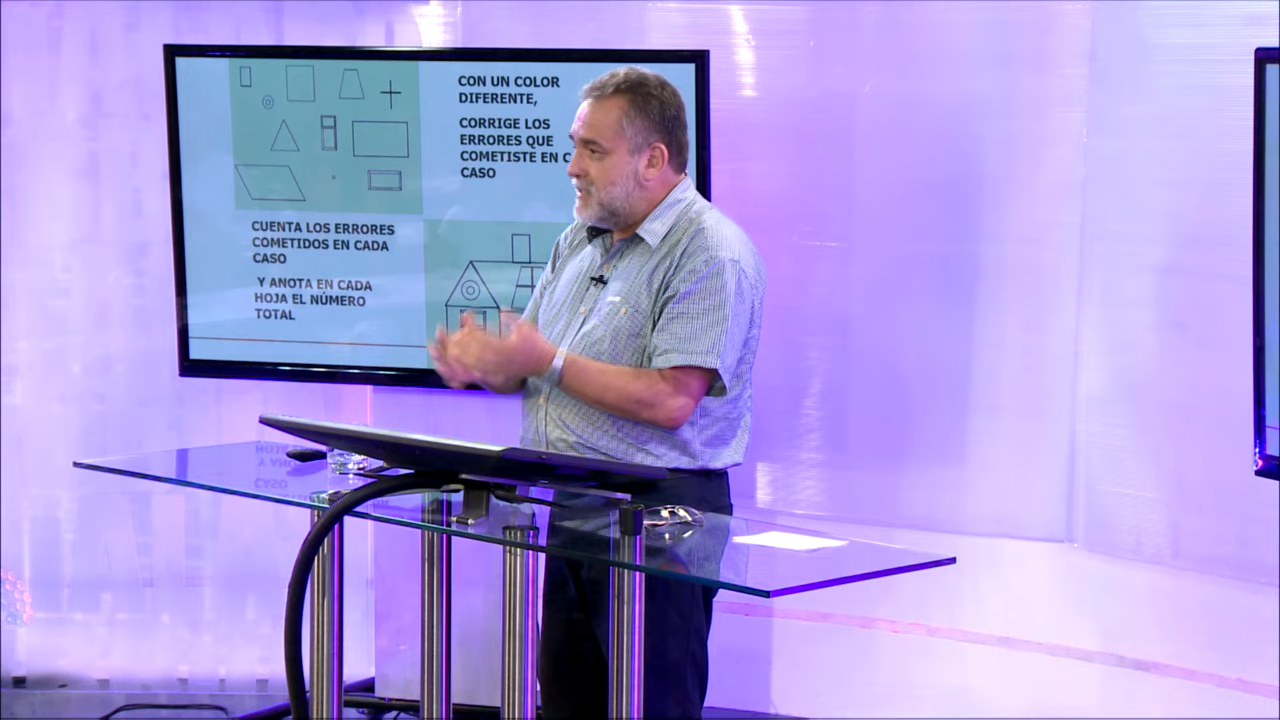 CON UN COLOR
DIFERENTE,
CORRIGE LOS
ERRORES QUE
COMETISTE EN C
CASO
CUENTA LOS ERRORES
COMETIDOS EN CADA
CASO
Y ANOTA EN CADA
HOJA EL NÚMERO
TOTAL